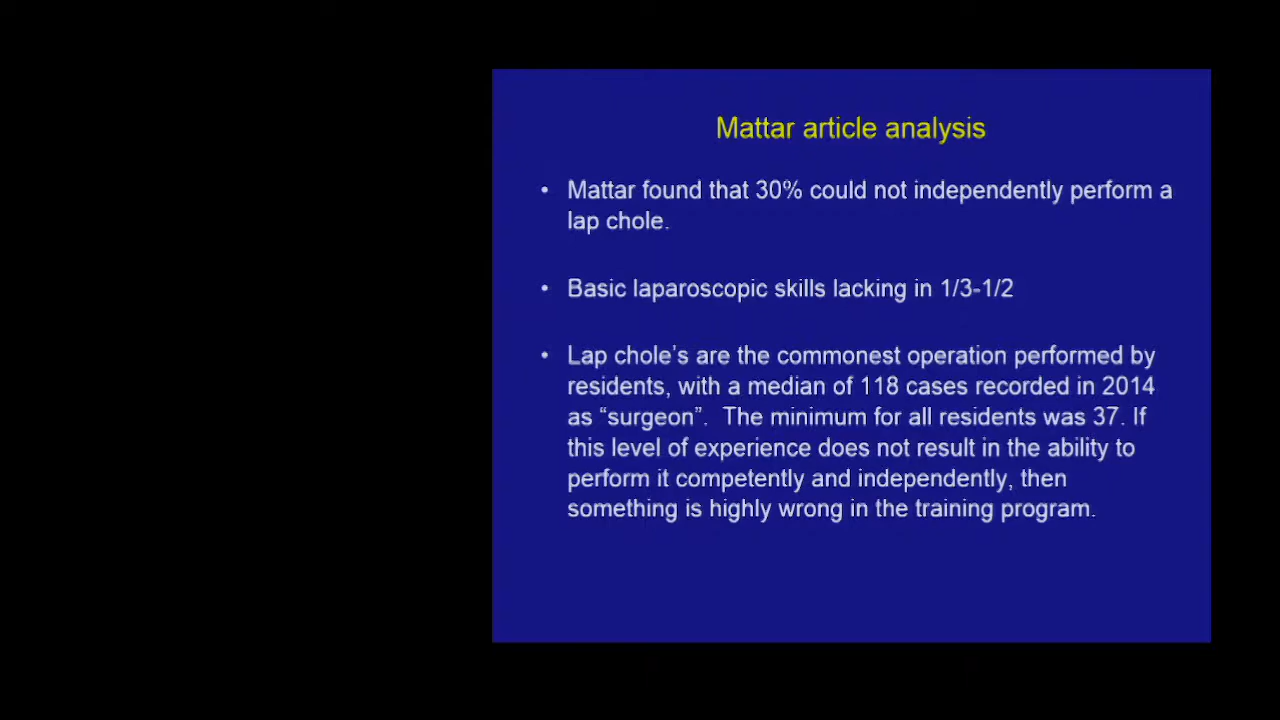 Mattar article analysis
• Mattar found that 30% could not independently perform a
lap chole.
• Basic laparoscopic skills lacking in 1/3-1/2
• Lap chole’s are the commonest operation performed by
residents, with a median of 118 cases recorded in 2014
as “surgeon”.  The minimum for all residents was 37. If
this level of experience does not result in the ability to
perform it competently and independently, then
something is highly wrong in the training program.